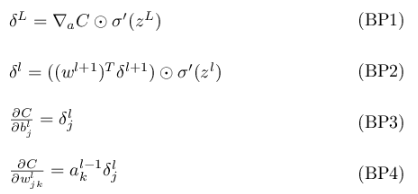 δ^L = ∇_a C ⊙ σ′(z^L) (BP1)
δ^l = ((w^{l+1})^T δ^{l+1}) ⊙ σ′(z^l) (BP2)
∂C/∂b^l_j = δ^l_j (BP3)
∂C/∂w^l_{jk} = a^{l−1}_k δ^l_j (BP4)